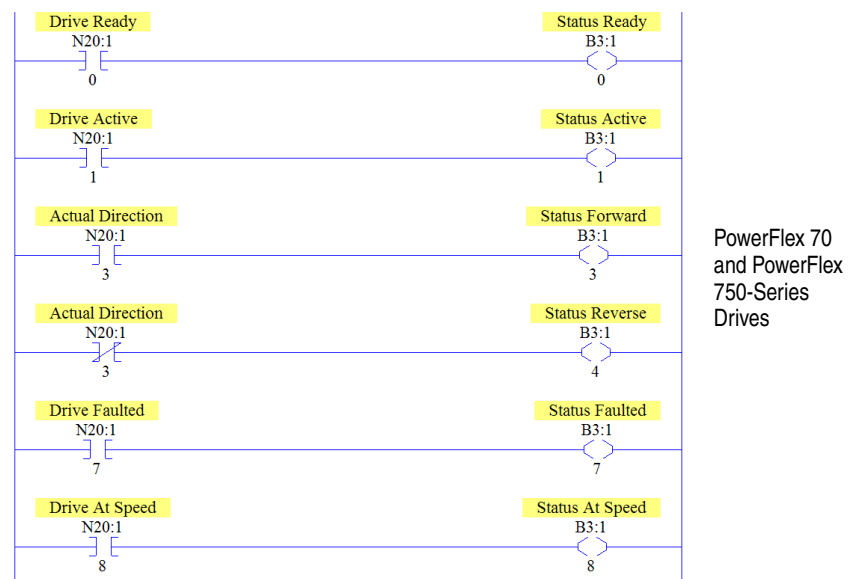 Drive Ready Status Ready
N20:1 B3:1
0 0
Drive Active Status Active
N20:1 B3:1
1 1
Actual Direction Status Forward
N20:1 B3:1
3 3
Actual Direction Status Reverse
N20:1 B3:1
3 4
Drive Faulted Status Faulted
N20:1 B3:1
7 7
Drive At Speed Status At Speed
N20:1 B3:1
8 8
PowerFlex 70
and PowerFlex
750-Series
Drives